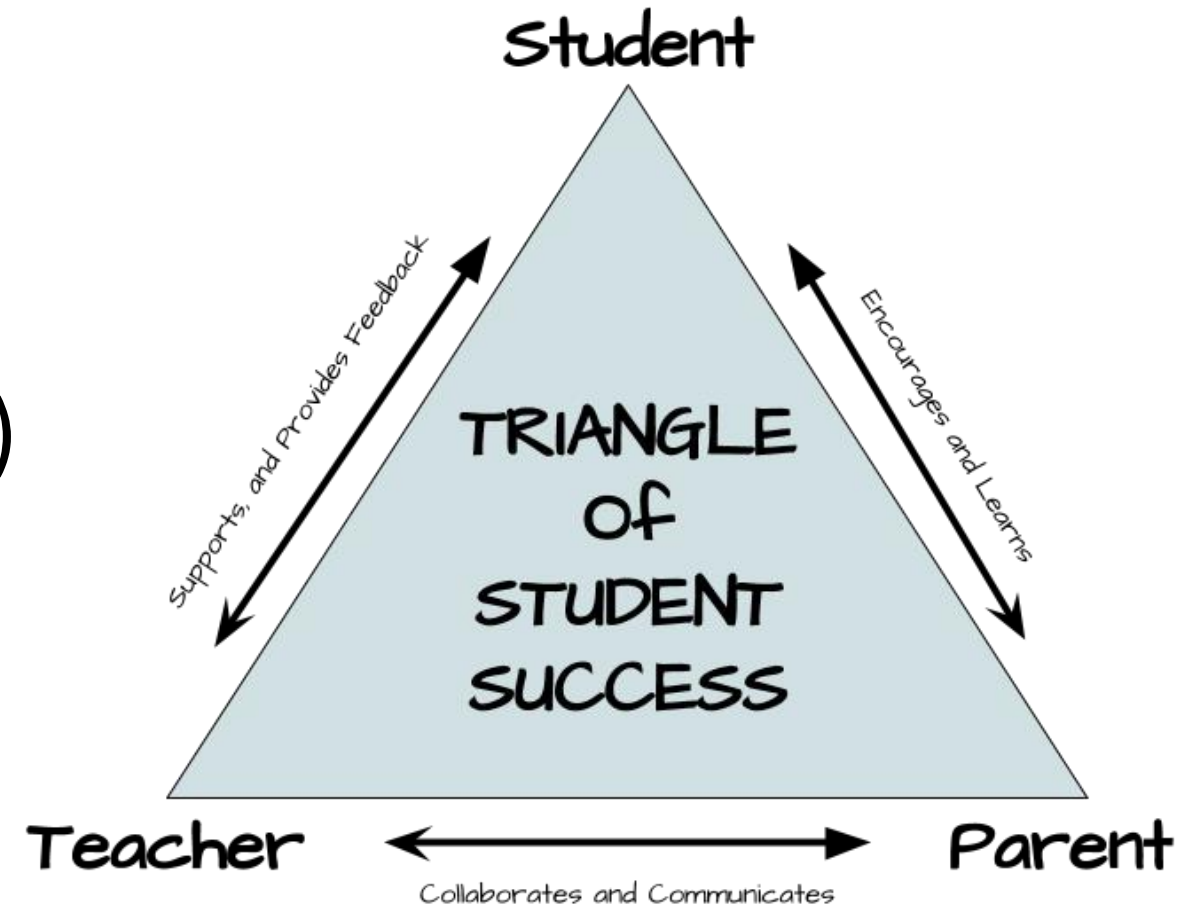 Student
Supports, and Provides Feedback
Encourages and Learns
TRIANGLE
of
STUDENT
SUCCESS
Teacher
Parent
Collaborates and Communicates
)